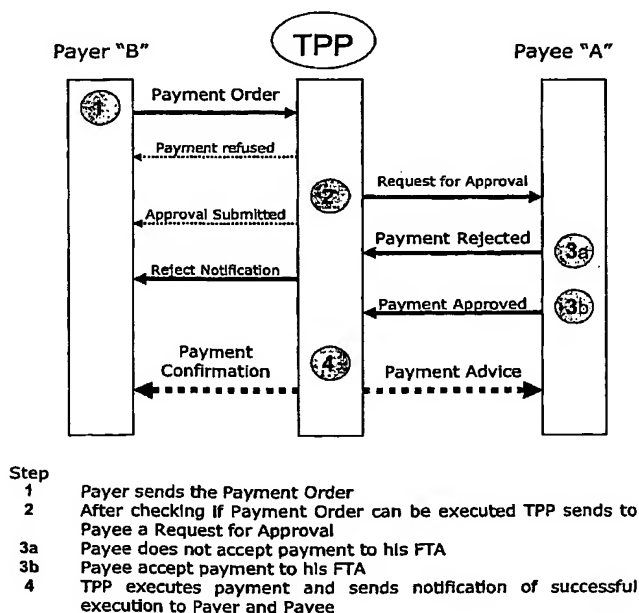 TPP
Payer "B"
Payee "A"
1
Payment Order
Payment refused
2
Request for Approval
Approval Submitted
Payment Rejected
3a
Reject Notification
Payment Approved
3b
Payment
Confirmation
4
Payment Advice
Step
1 Payer sends the Payment Order
2 After checking if Payment Order can be executed TPP sends to
Payee a Request for Approval
3a Payee does not accept payment to his FTA
3b Payee accept payment to his FTA
4 TPP executes payment and sends notification of successful
execution to Payer and Payee